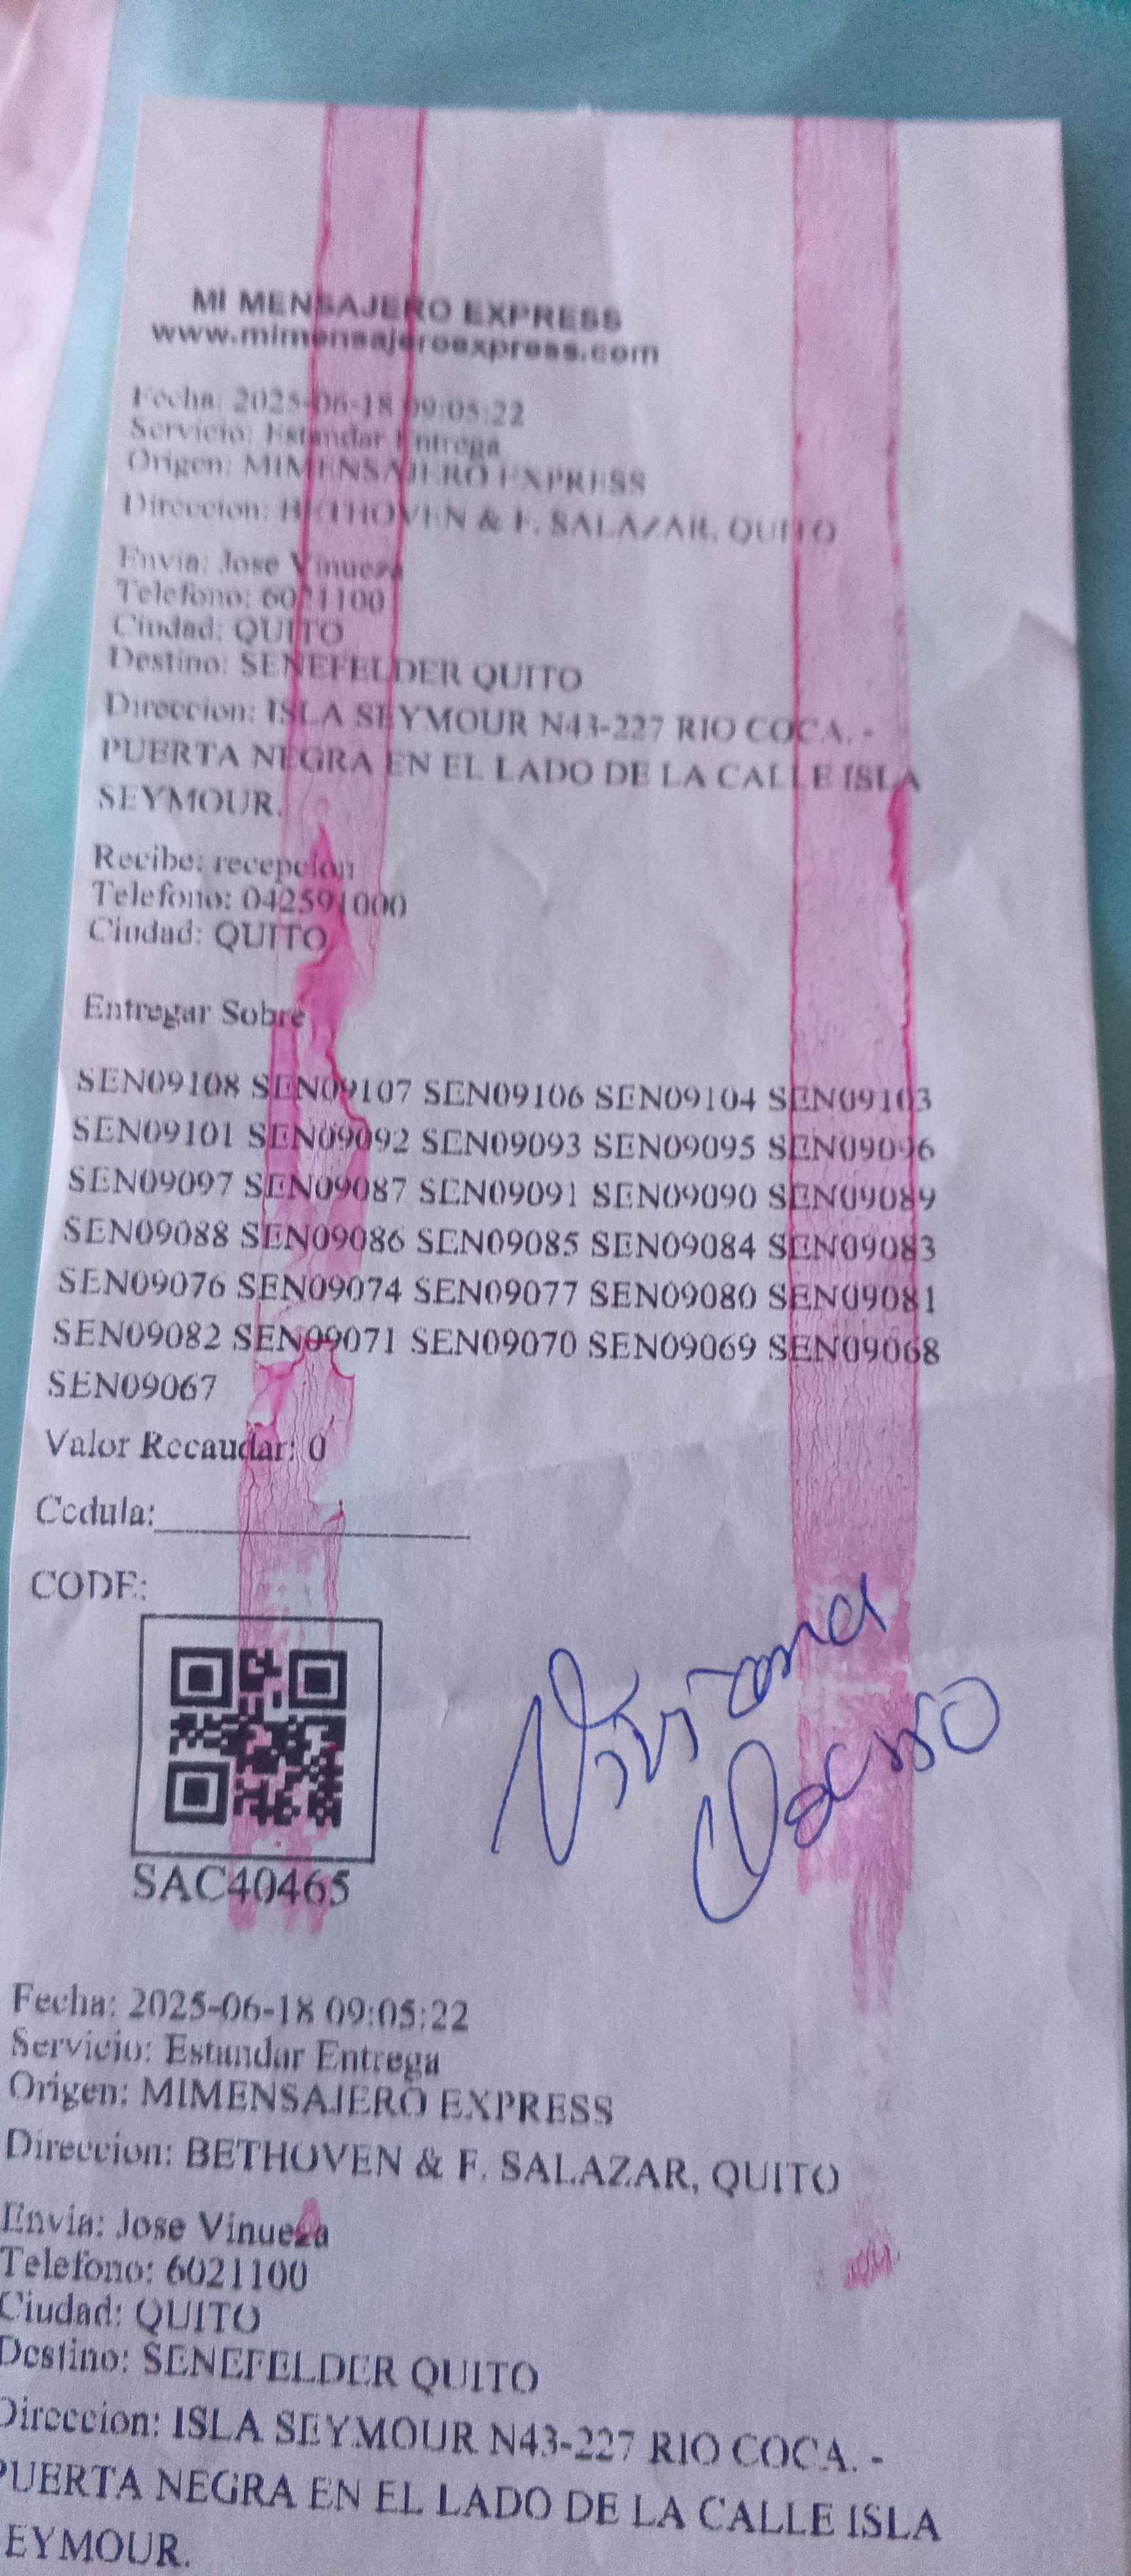 MI MENSAJERO EXPRESS
www.mimensajeroexpress.com
Fecha: 2025-06-18 09:05:22
Servicio: Estandar Entrega
Origen: MIMENSAJERO EXPRESS
Direccion: BETHOVEN & F. SALAZAR, QUITO
Envia: Jose Vinueza
Telefono: 6021100
Ciudad: QUITO
Destino: SENEFELDER QUITO
Direccion: ISLA SEYMOUR N43-227 RIO COCA. -
PUERTA NEGRA EN EL LADO DE LA CALLE ISLA
SEYMOUR.
Recibe: recepcion
Telefono: 042591000
Ciudad: QUITO
Entregar Sobre
SEN09108 SEN09107 SEN09106 SEN09104 SEN09103
SEN09101 SEN09092 SEN09093 SEN09095 SEN09096
SEN09097 SEN09087 SEN09091 SEN09090 SEN09089
SEN09088 SEN09086 SEN09085 SEN09084 SEN09083
SEN09076 SEN09074 SEN09077 SEN09080 SEN09081
SEN09082 SEN09071 SEN09070 SEN09069 SEN09068
SEN09067
Valor Recaudar: 0
Cedula:
CODE:
Viviana
SAC40465
Fecha: 2025-06-18 09:05:22
Servicio: Estandar Entrega
Origen: MIMENSAJERO EXPRESS
Direccion: BETHOVEN & F. SALAZAR, QUITO
Envia: Jose Vinueza
Telefono: 6021100
Ciudad: QUITO
Destino: SENEFELDER QUITO
Direccion: ISLA SEYMOUR N43-227 RIO COCA. -
PUERTA NEGRA EN EL LADO DE LA CALLE ISLA
EYMOUR.